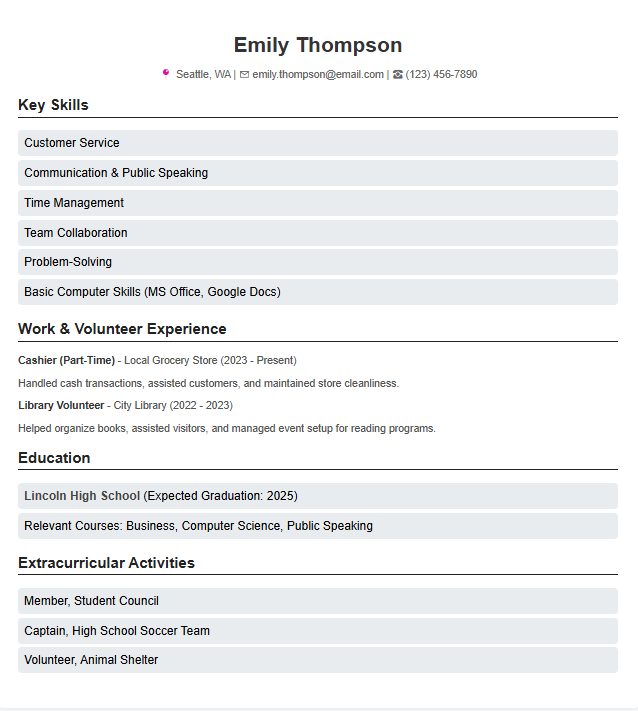 Emily Thompson
Seattle, WA | emily.thompson@email.com | (123) 456-7890
Key Skills
Customer Service
Communication & Public Speaking
Time Management
Team Collaboration
Problem-Solving
Basic Computer Skills (MS Office, Google Docs)
Work & Volunteer Experience
Cashier (Part-Time) - Local Grocery Store (2023 - Present)
Handled cash transactions, assisted customers, and maintained store cleanliness.
Library Volunteer - City Library (2022 - 2023)
Helped organize books, assisted visitors, and managed event setup for reading programs.
Education
Lincoln High School (Expected Graduation: 2025)
Relevant Courses: Business, Computer Science, Public Speaking
Extracurricular Activities
Member, Student Council
Captain, High School Soccer Team
Volunteer, Animal Shelter